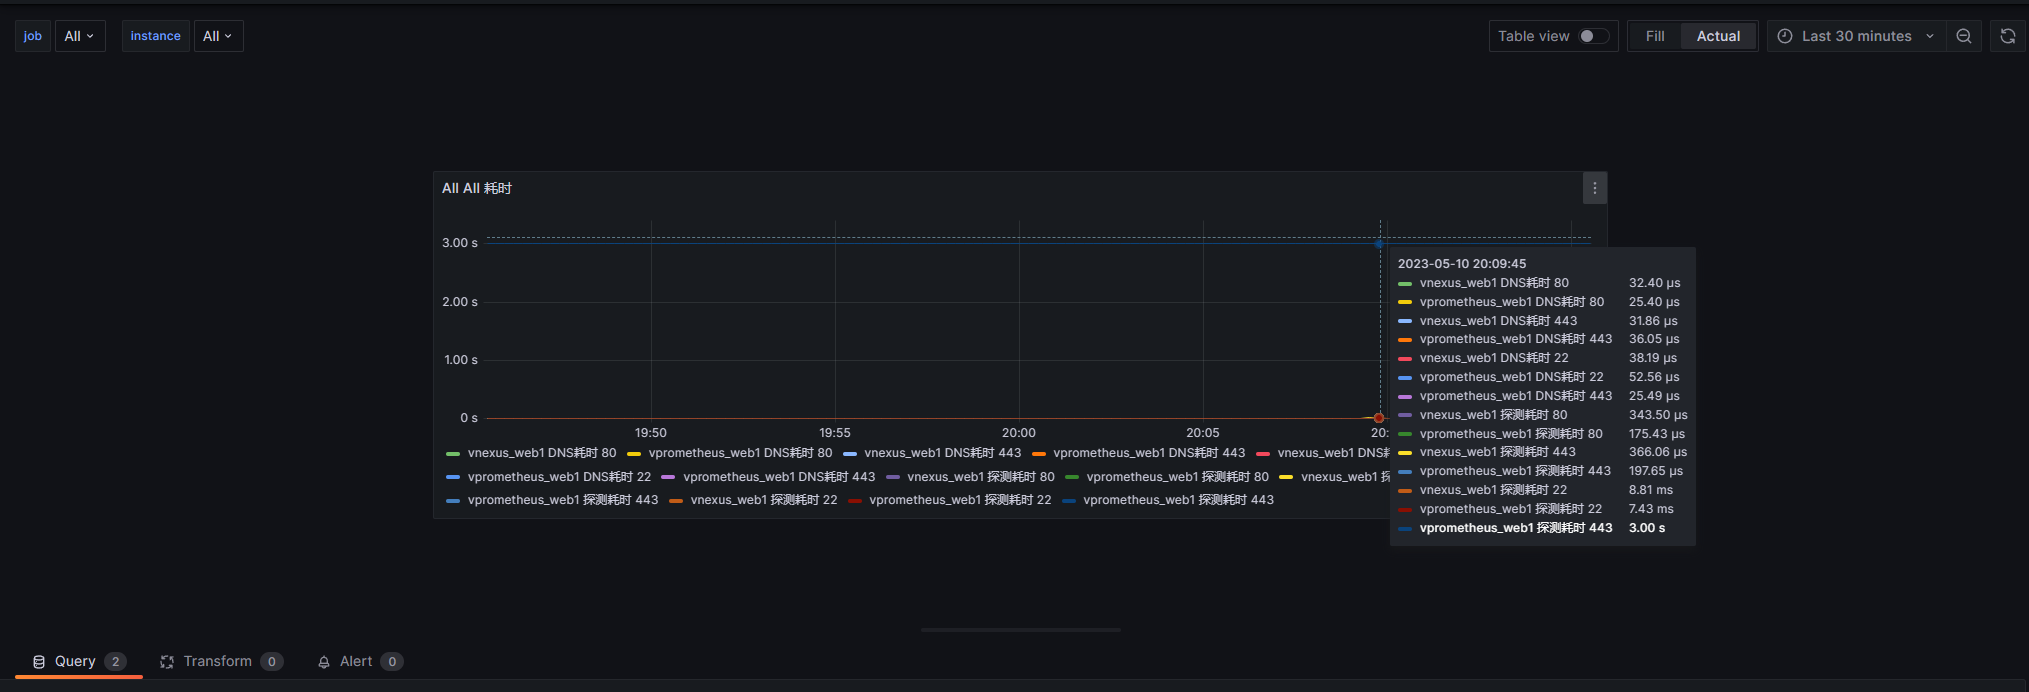 job All instance All Table view Fill Actual Last 30 minutes
All All 耗时
3.00 s
2.00 s
1.00 s
0 s
19:50 19:55 20:00 20:05 20:
vnexus_web1 DNS耗时 80 vprometheus_web1 DNS耗时 80 vnexus_web1 DNS耗时 443 vprometheus_web1 DNS耗时 443 vnexus_web1 DNS
vprometheus_web1 DNS耗时 22 vprometheus_web1 DNS耗时 443 vnexus_web1 探测耗时 80 vprometheus_web1 探测耗时 80 vnexus_web1
vprometheus_web1 探测耗时 443 vnexus_web1 探测耗时 22 vprometheus_web1 探测耗时 22 vprometheus_web1 探测耗时 443
2023-05-10 20:09:45
vnexus_web1 DNS耗时 80 32.40 µs
vprometheus_web1 DNS耗时 80 25.40 µs
vnexus_web1 DNS耗时 443 31.86 µs
vprometheus_web1 DNS耗时 443 36.05 µs
vnexus_web1 DNS耗时 22 38.19 µs
vprometheus_web1 DNS耗时 22 52.56 µs
vprometheus_web1 DNS耗时 443 25.49 µs
vnexus_web1 探测耗时 80 343.50 µs
vprometheus_web1 探测耗时 80 175.43 µs
vnexus_web1 探测耗时 443 366.06 µs
vprometheus_web1 探测耗时 443 197.65 µs
vnexus_web1 探测耗时 22 8.81 ms
vprometheus_web1 探测耗时 22 7.43 ms
vprometheus_web1 探测耗时 443 3.00 s
Query 2 Transform 0 Alert 0